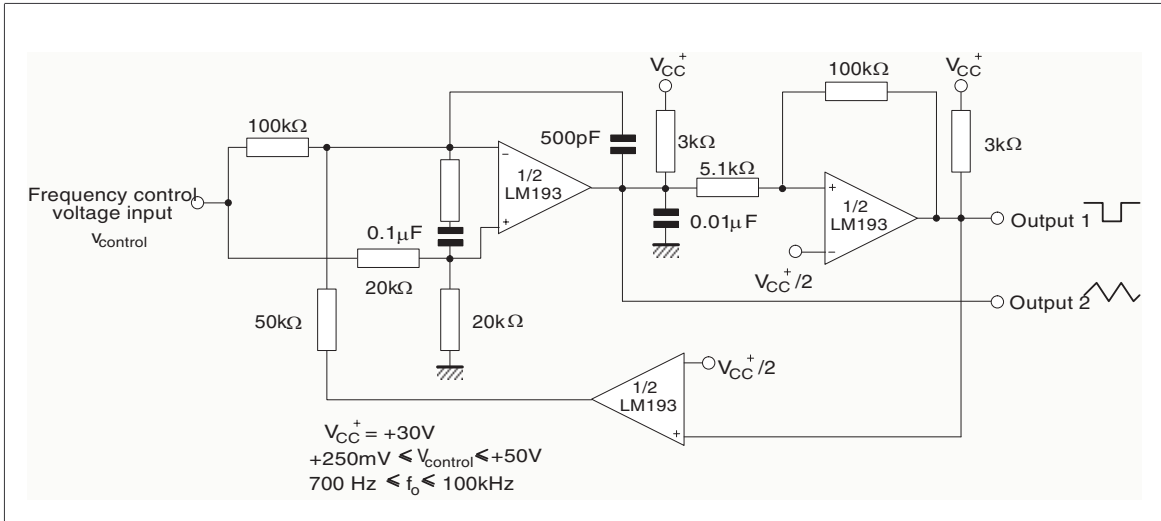 V_CC^+
V_CC^+
100kΩ
100kΩ
500pF
3kΩ
3kΩ
−
1/2
LM193
+
5.1kΩ
Frequency control
voltage input
V_control
+
1/2
LM193
−
Output 1
0.1µF
0.01µF
V_CC^+/2
20kΩ
50kΩ
20kΩ
Output 2
1/2
LM193
V_CC^+/2
+
V_CC^+ = +30V
+250mV ⩽ V_control ⩽ +50V
700 Hz ⩽ f_o ⩽ 100kHz